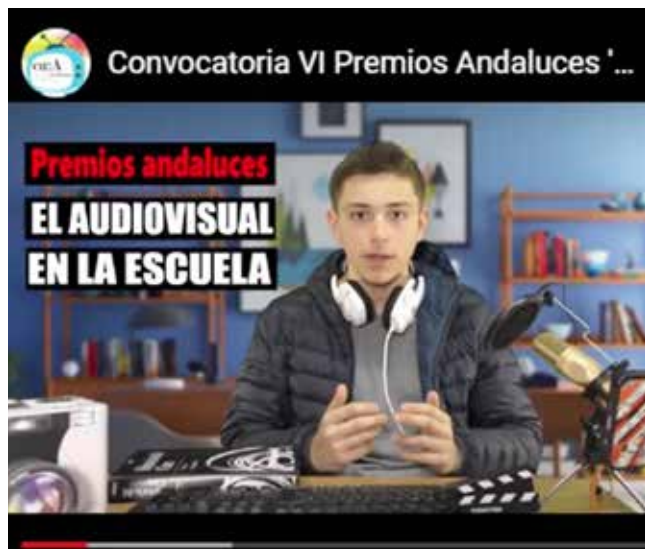 Convocatoria VI Premios Andaluces '...
Premios andaluces
EL AUDIOVISUAL
EN LA ESCUELA